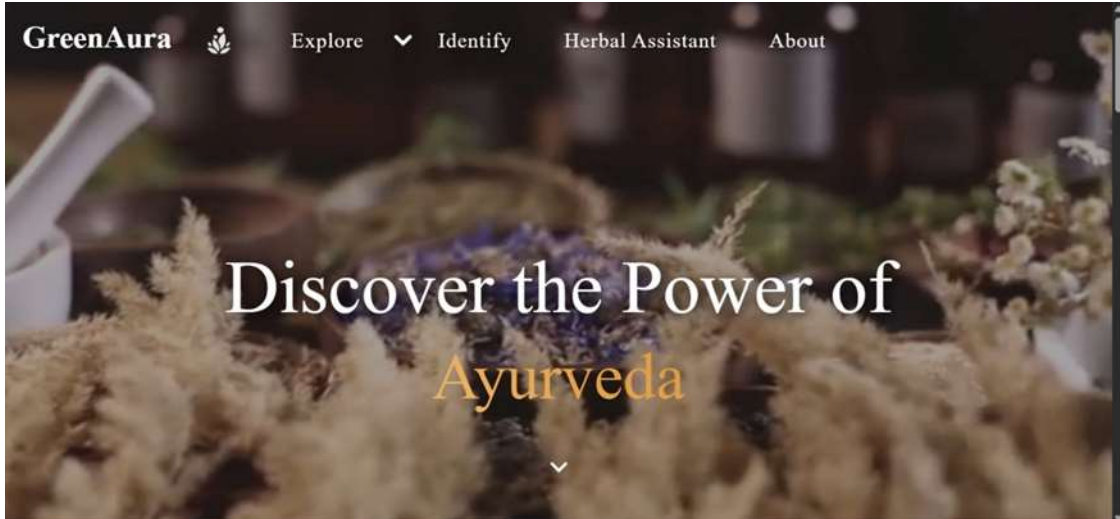 GreenAura Explore Identify Herbal Assistant About
Discover the Power of
Ayurveda